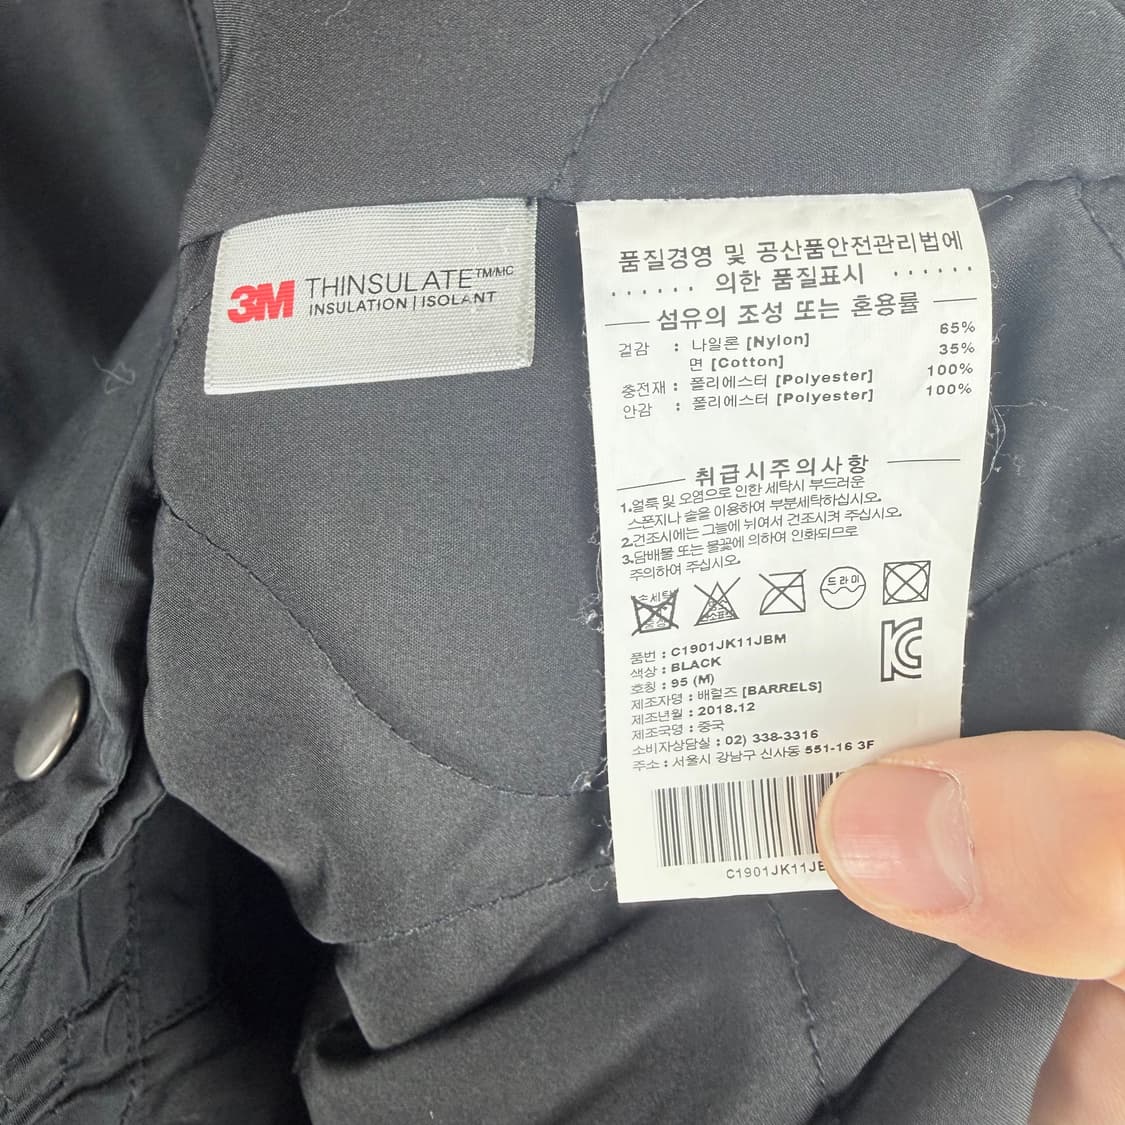 3M THINSULATE™/MC
INSULATION | ISOLANT
품질경영 및 공산품안전관리법에
······ 의한 품질표시 ······
섬유의 조성 또는 혼용률
겉감 : 나일론 [Nylon] 65%
면 [Cotton] 35%
충전재 : 폴리에스터 [Polyester] 100%
안감 : 폴리에스터 [Polyester] 100%
취급시주의사항
1.얼룩 및 오염으로 인한 세탁시 부드러운
스폰지나 솔을 이용하여 부분세탁하십시오.
2.건조시에는 그늘에 뉘여서 건조시켜 주십시오.
3.담배물 또는 불꽃에 의하여 인화되므로
주의하여 주십시오.
손세탁
드라이
KC
품번 : C1901JK11JBM
색상 : BLACK
호칭 : 95 (M)
제조자명 : 배럴즈 [BARRELS]
제조년월 : 2018.12
제조국명 : 중국
소비자상담실 : 02) 338-3316
주소 : 서울시 강남구 신사동 551-16 3F
C1901JK11JB